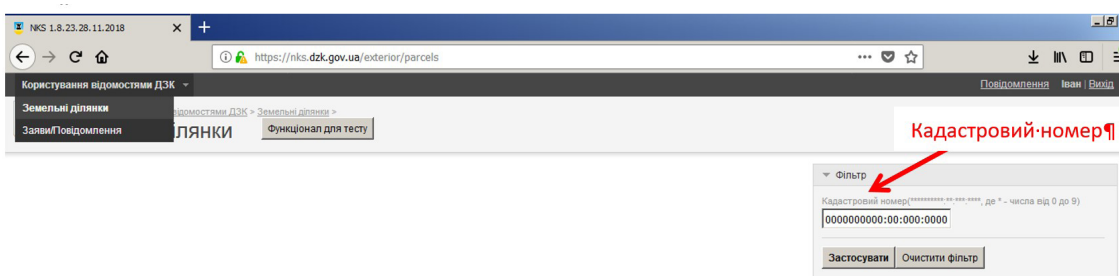 NKS 1.8.23.28.11.2018
https://nks.dzk.gov.ua/exterior/parcels
Користування відомостями ДЗК
Повідомлення Іван | Вихід
Земельні ділянки
відомостями ДЗК > Земельні ділянки >
Заяви/Повідомлення
ілянки
Функціонал для тесту
Кадастровий·номер¶
Фільтр
Кадастровий номер(**********:**:***:****, де * - числа від 0 до 9)
0000000000:00:000:0000
Застосувати Очистити фільтр